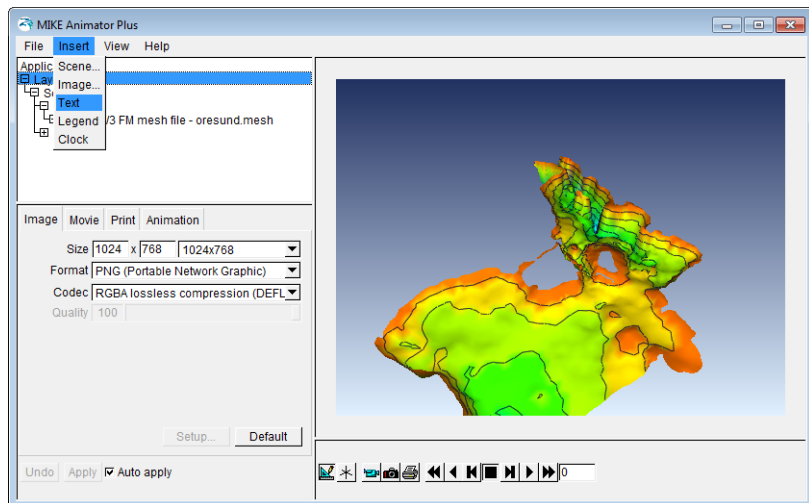 MIKE Animator Plus
File Insert View Help
Applic
Scene...
Lay
Image...
S
Text
Legend
/3 FM mesh file - oresund.mesh
Clock
Image Movie Print Animation
Size 1024 x 768 1024x768
Format PNG (Portable Network Graphic)
Codec RGBA lossless compression (DEFL
Quality 100
Setup... Default
Undo Apply Auto apply
0